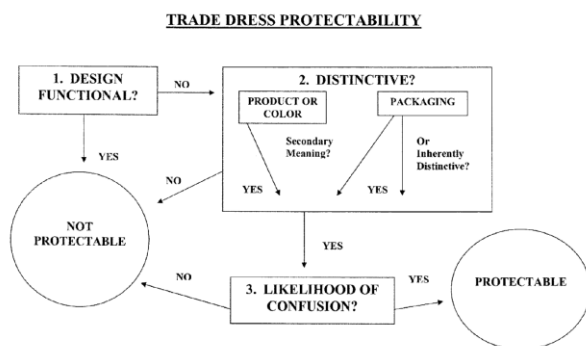 TRADE DRESS PROTECTABILITY
1. DESIGN
FUNCTIONAL?
NO
2. DISTINCTIVE?
PRODUCT OR
COLOR
PACKAGING
Secondary
Meaning?
Or
Inherently
Distinctive?
YES
NO
YES
YES
NOT
PROTECTABLE
YES
NO
3. LIKELIHOOD OF
CONFUSION?
YES
PROTECTABLE